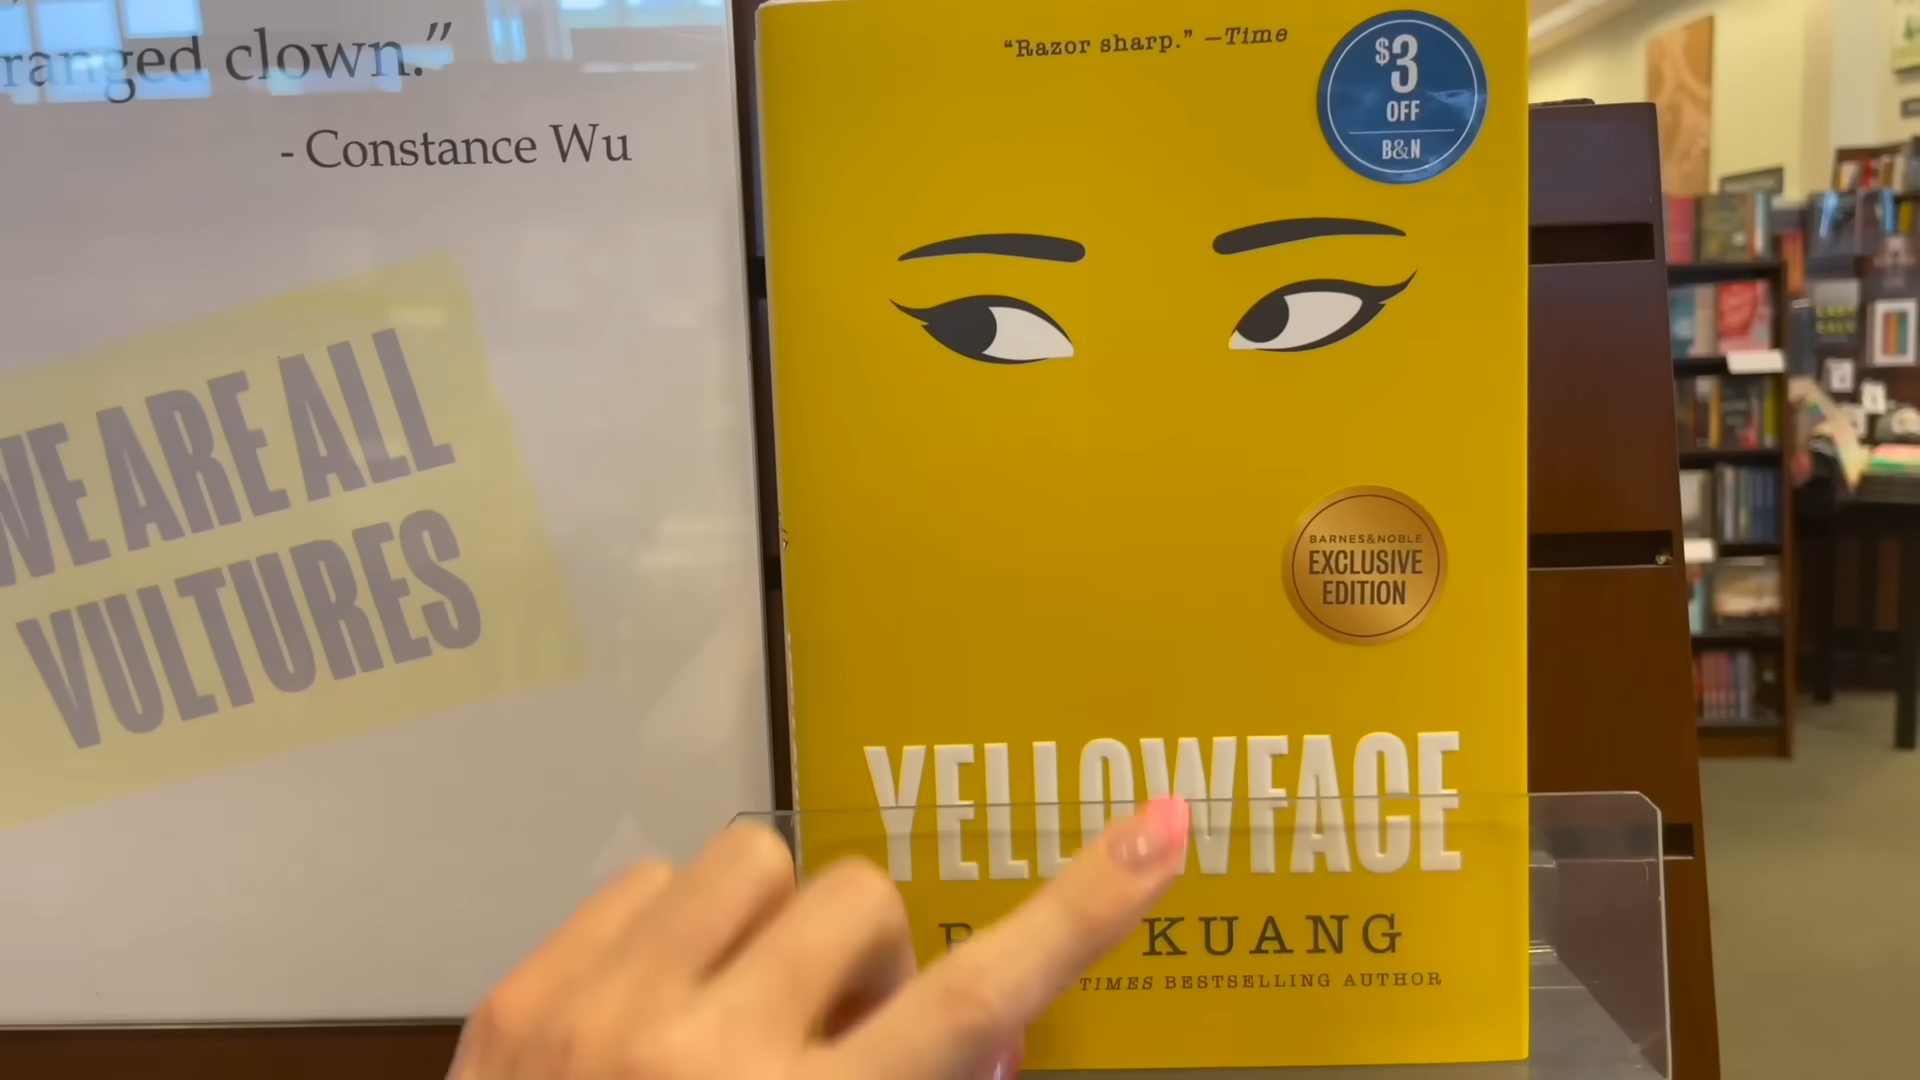 ranged clown.”
- Constance Wu
WE ARE ALL
VULTURES
“Razor sharp.” —Time
$3
OFF
B&N
BARNES&NOBLE
EXCLUSIVE
EDITION
YELLOWFACE
KUANG
TIMES BESTSELLING AUTHOR